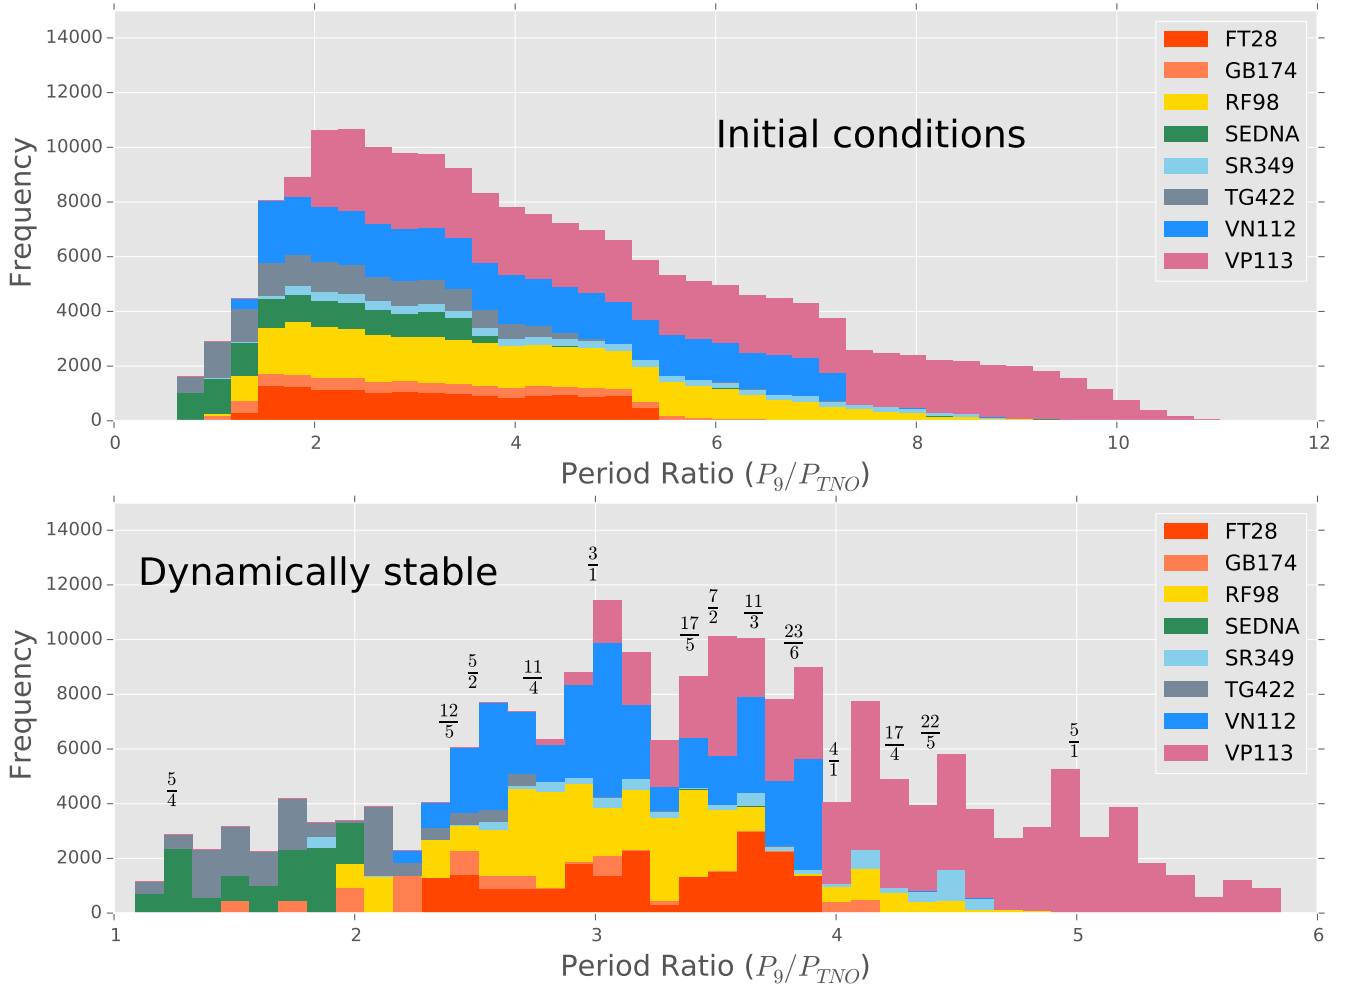 14000
12000
10000
8000
6000
4000
2000
0
Frequency
Initial conditions
FT28
GB174
RF98
SEDNA
SR349
TG422
VN112
VP113
0 2 4 6 8 10 12
Period Ratio (P_9/P_TNO)
14000
12000
10000
8000
6000
4000
2000
0
Frequency
Dynamically stable
5/4
12/5
5/2
11/4
3/1
17/5
7/2
11/3
23/6
4/1
17/4
22/5
5/1
FT28
GB174
RF98
SEDNA
SR349
TG422
VN112
VP113
1 2 3 4 5 6
Period Ratio (P_9/P_TNO)